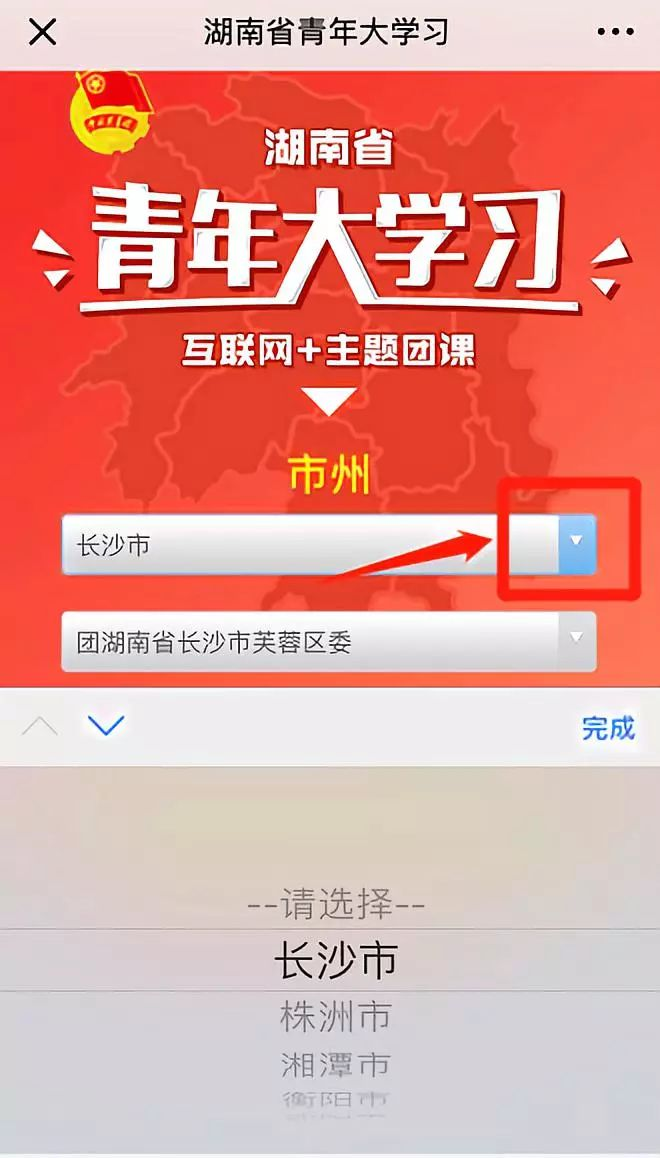 湖南省青年大学习
湖南省
青年大学习
互联网+主题团课
市州
长沙市
团湖南省长沙市芙蓉区委
完成
--请选择--
长沙市
株洲市
湘潭市
衡阳市